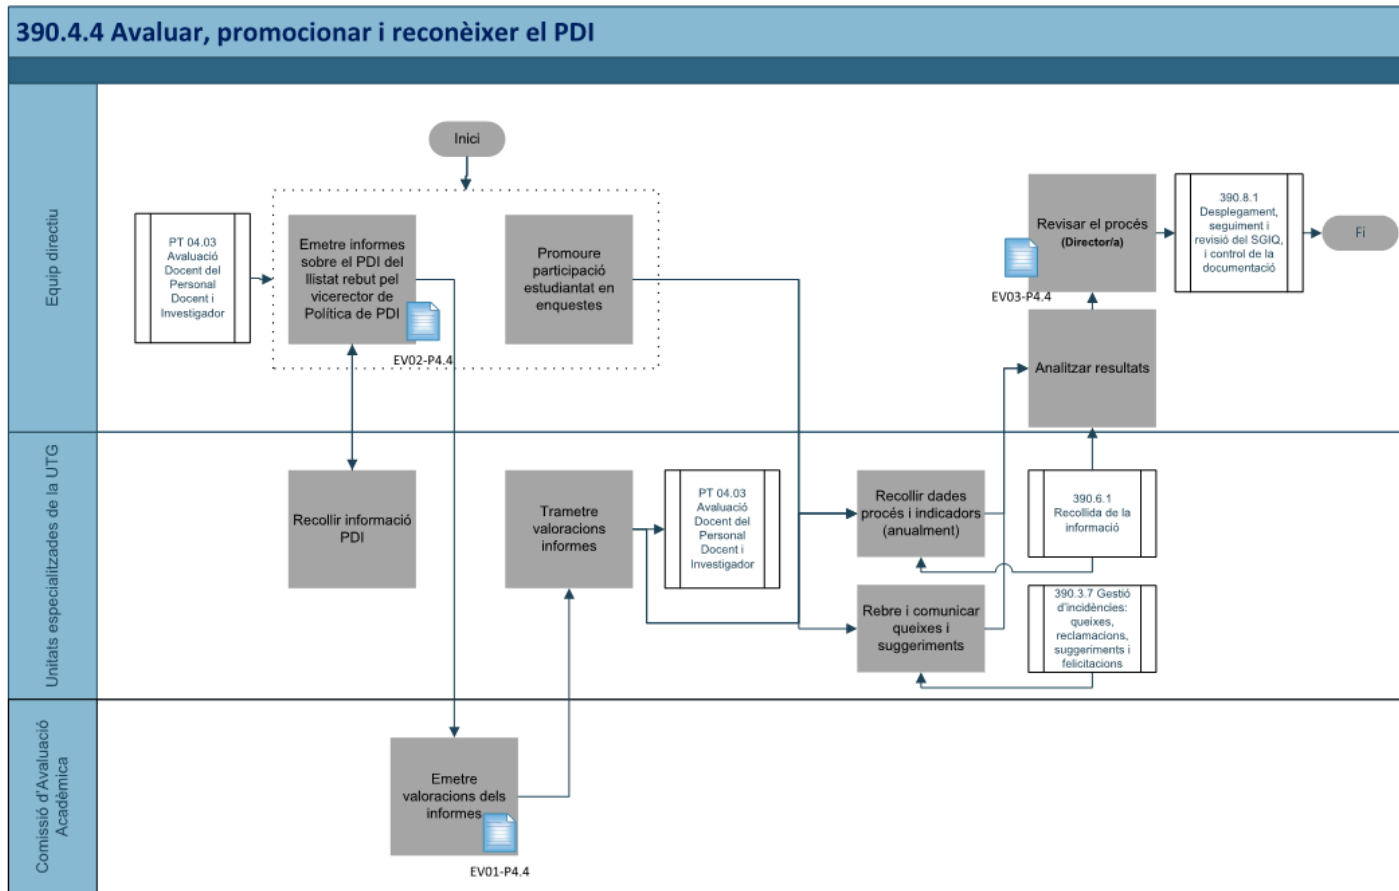 390.4.4 Avaluar, promocionar i reconèixer el PDI
Equip directiu
Inici
PT 04.03
Avaluació
Docent del
Personal
Docent i
Investigador
Emetre informes
sobre el PDI del
llistat rebut pel
vicerector de
Política de PDI
EV02-P4.4
Promoure
participació
estudiantat en
enquestes
Revisar el procés
(Director/a)
EV03-P4.4
390.8.1
Desplegament,
seguiment i
revisió del SGIQ,
i control de la
documentació
Fi
Analitzar resultats
Unitats especialitzades de la UTG
Recollir informació
PDI
Trametre
valoracions
informes
PT 04.03
Avaluació
Docent del
Personal
Docent i
Investigador
Recollir dades
procés i indicadors
(anualment)
390.6.1
Recollida de la
informació
Rebre i comunicar
queixes i
suggeriments
390.3.7 Gestió
d'incidències:
queixes,
reclamacions,
suggeriments i
felicitacions
Comissió d'Avaluació
Acadèmica
Emetre
valoracions dels
informes
EV01-P4.4